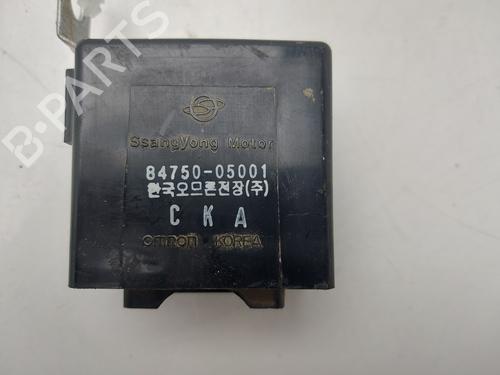 SsangYong Motor
84750-05001
한국오므론전장(주)
C K A
OMRON KOREA
B-PARTS